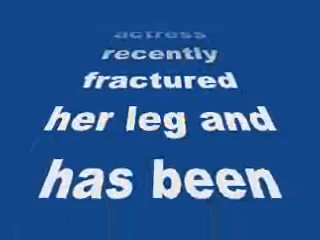 actress
recently
fractured
her leg and
has been